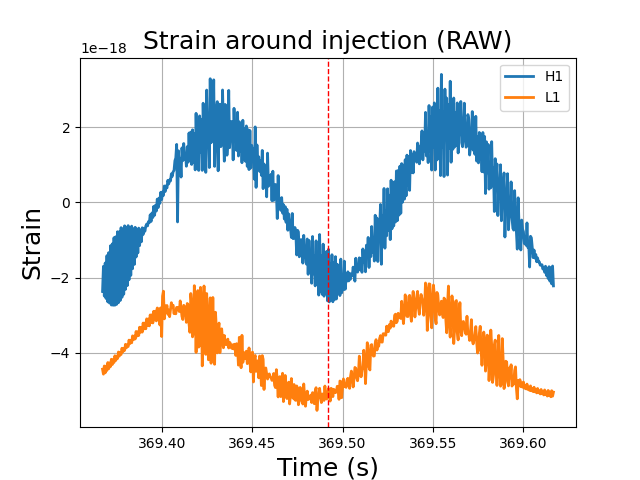 Strain around injection (RAW)
1e−18
H1
L1
2
0
−2
−4
Strain
369.40 369.45 369.50 369.55 369.60
Time (s)